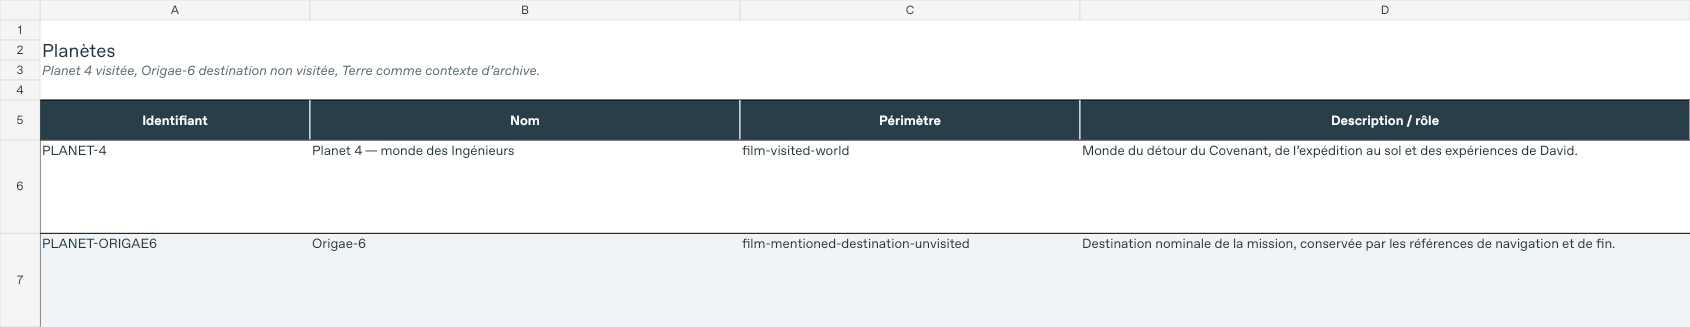 A B C D
1
2 Planètes
3 Planet 4 visitée, Origae-6 destination non visitée, Terre comme contexte d’archive.
4
5 Identifiant Nom Périmètre Description / rôle
PLANET-4 Planet 4 — monde des Ingénieurs film-visited-world Monde du détour du Covenant, de l’expédition au sol et des expériences de David.
6
PLANET-ORIGAE6 Origae-6 film-mentioned-destination-unvisited Destination nominale de la mission, conservée par les références de navigation et de fin.
7